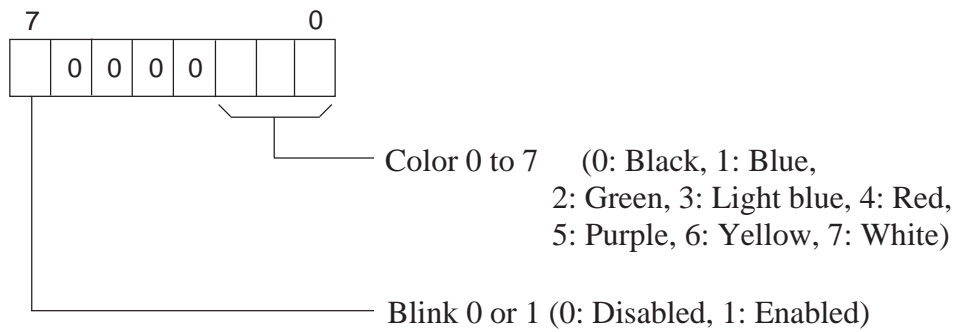 7 0
0 0 0 0
Color 0 to 7 (0: Black, 1: Blue,
2: Green, 3: Light blue, 4: Red,
5: Purple, 6: Yellow, 7: White)
Blink 0 or 1 (0: Disabled, 1: Enabled)